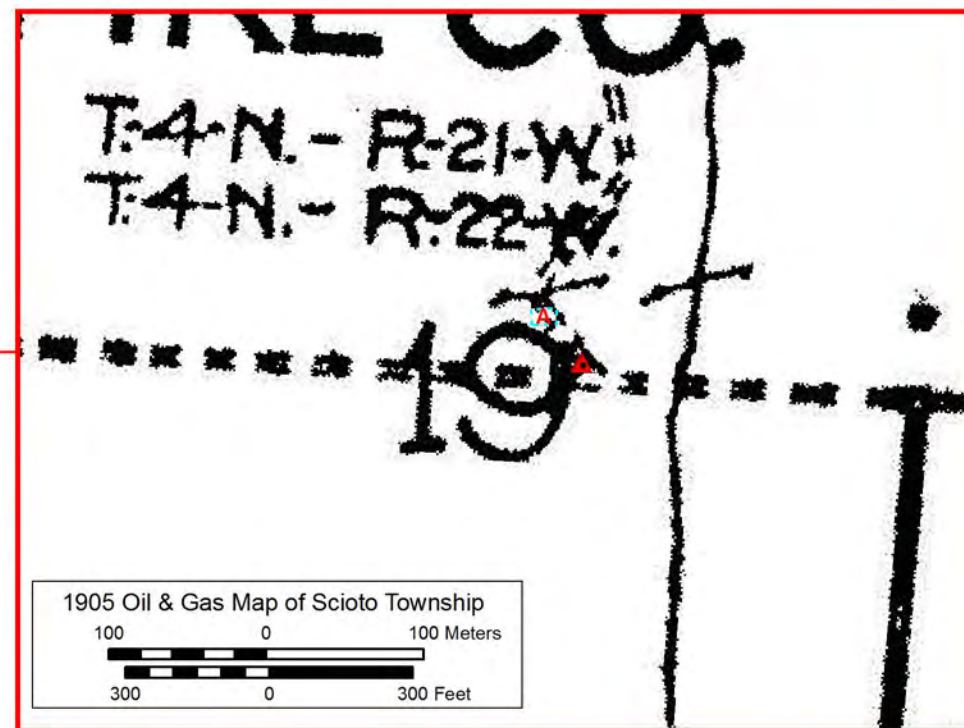 CO.
T.-4-N.- R-21-W.
T.-4-N.- R.-22-W.
A
19
1905 Oil & Gas Map of Scioto Township
100 0 100 Meters
300 0 300 Feet